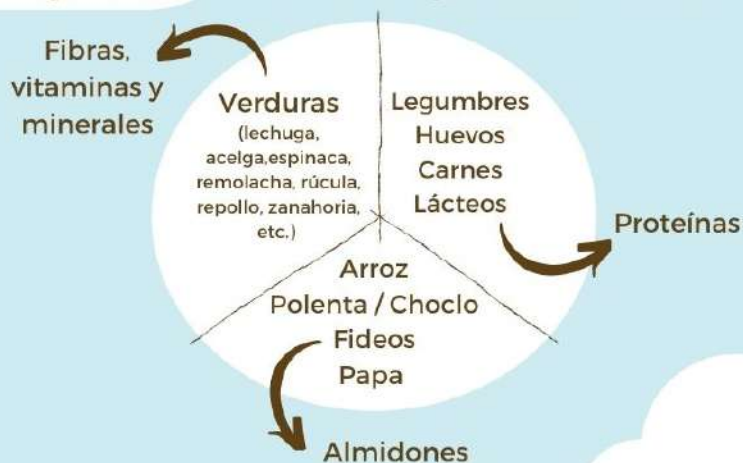 Fibras,
vitaminas y
minerales
Verduras
(lechuga,
acelga,espinaca,
remolacha, rúcula,
repollo, zanahoria,
etc.)
Legumbres
Huevos
Carnes
Lácteos
Proteínas
Arroz
Polenta / Choclo
Fideos
Papa
Almidones